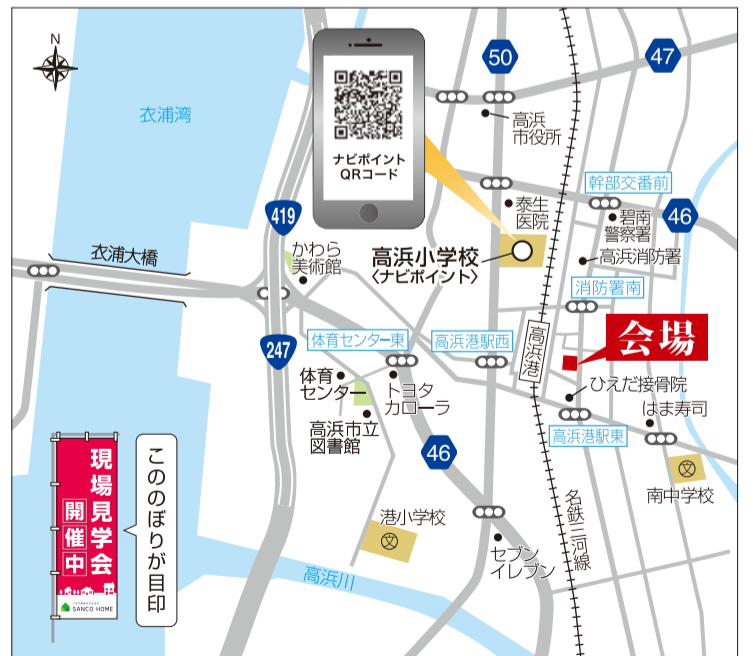 N
衣浦湾
ナビポイント
QRコード
50
47
高浜
市役所
幹部交番前
泰生
医院
46
碧南
警察署
高浜消防署
419
かわら
美術館
高浜小学校
〈ナビポイント〉
衣浦大橋
消防署南
247
体育センター東
高浜港駅西
高浜港
会場
体育
センター
トヨタ
カローラ
ひえだ接骨院
はま寿司
高浜市立
図書館
高浜港駅東
46
文
南中学校
名鉄三河線
港小学校
文
セブン
イレブン
高浜川
現場見学会
開催中
SANCO HOME
こののぼりが目印